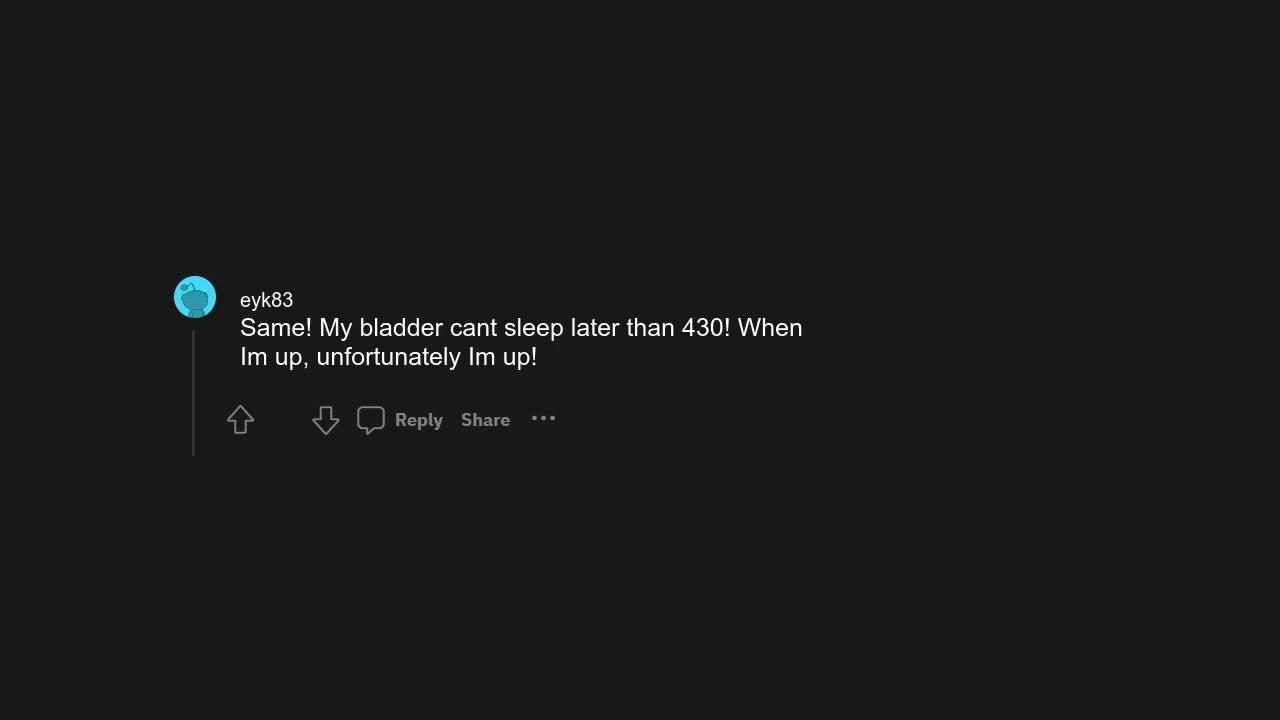 eyk83
Same! My bladder cant sleep later than 430! When
Im up, unfortunately Im up!
Reply Share